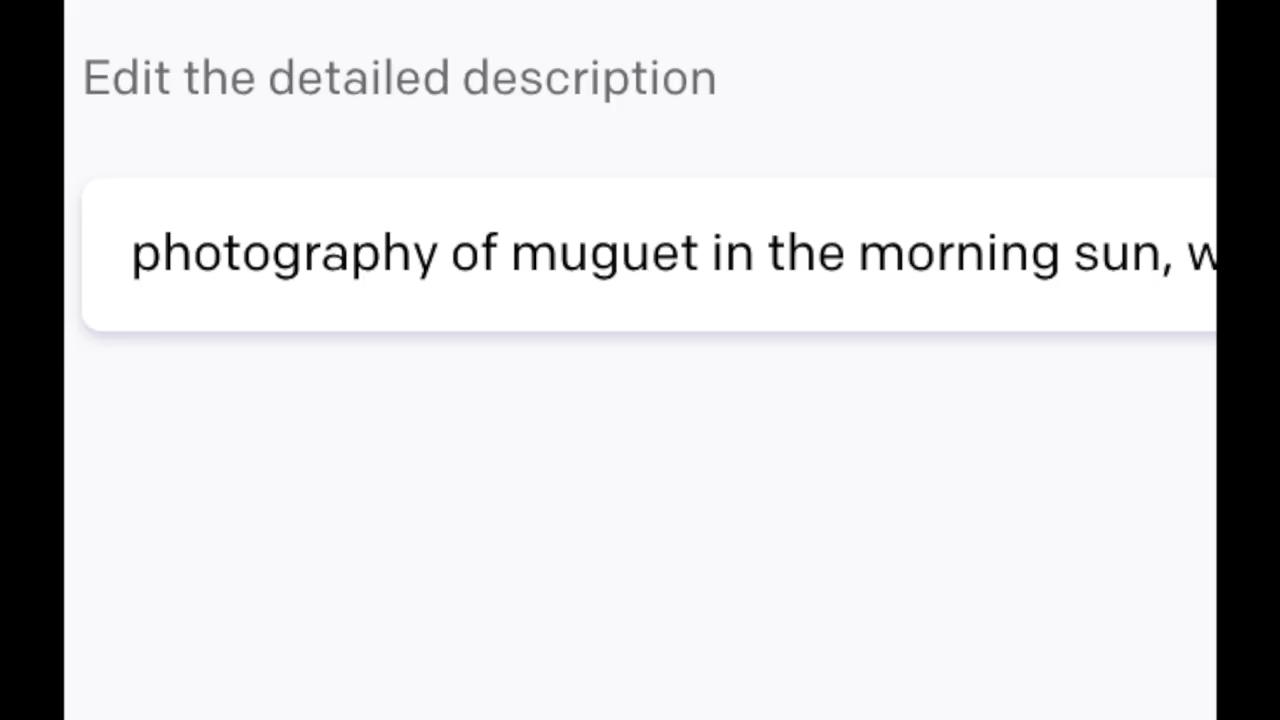 Edit the detailed description
photography of muguet in the morning sun,